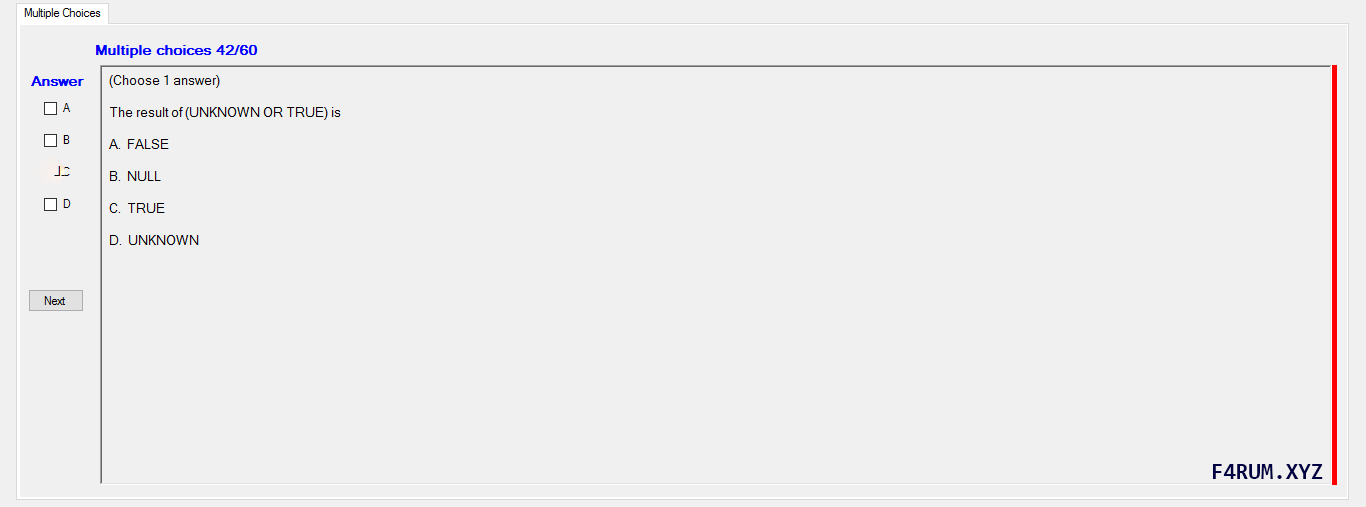 Multiple Choices
Multiple choices 42/60
Answer
A
B
D
Next
(Choose 1 answer)
The result of (UNKNOWN OR TRUE) is
A. FALSE
B. NULL
C. TRUE
D. UNKNOWN
F4RUM.XYZ